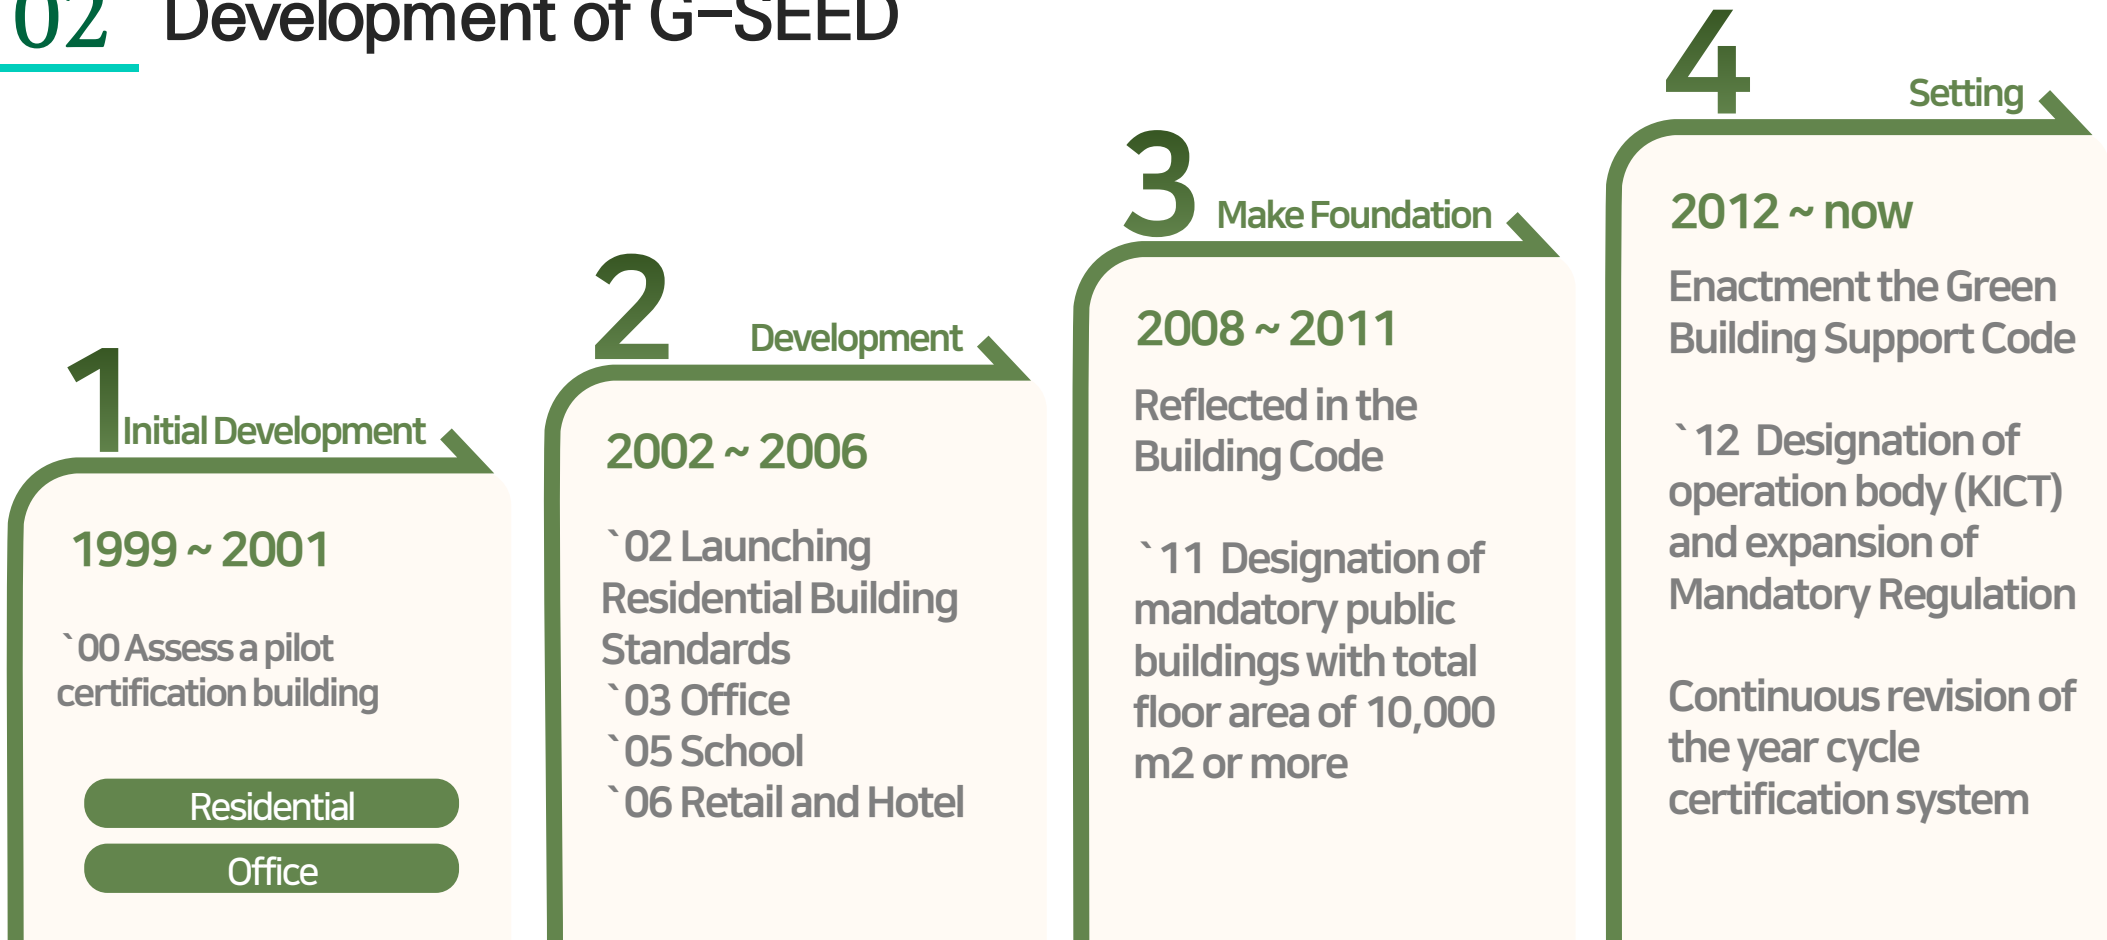 02 Development of G-SEED
1
Initial Development
1999 ~ 2001
`00 Assess a pilot
certification building
Residential
Office
2
Development
2002 ~ 2006
`02 Launching
Residential Building
Standards
`03 Office
`05 School
`06 Retail and Hotel
3
Make Foundation
2008 ~ 2011
Reflected in the
Building Code
`11 Designation of
mandatory public
buildings with total
floor area of 10,000
m2 or more
4
Setting
2012 ~ now
Enactment the Green
Building Support Code
`12 Designation of
operation body (KICT)
and expansion of
Mandatory Regulation
Continuous revision of
the year cycle
certification system